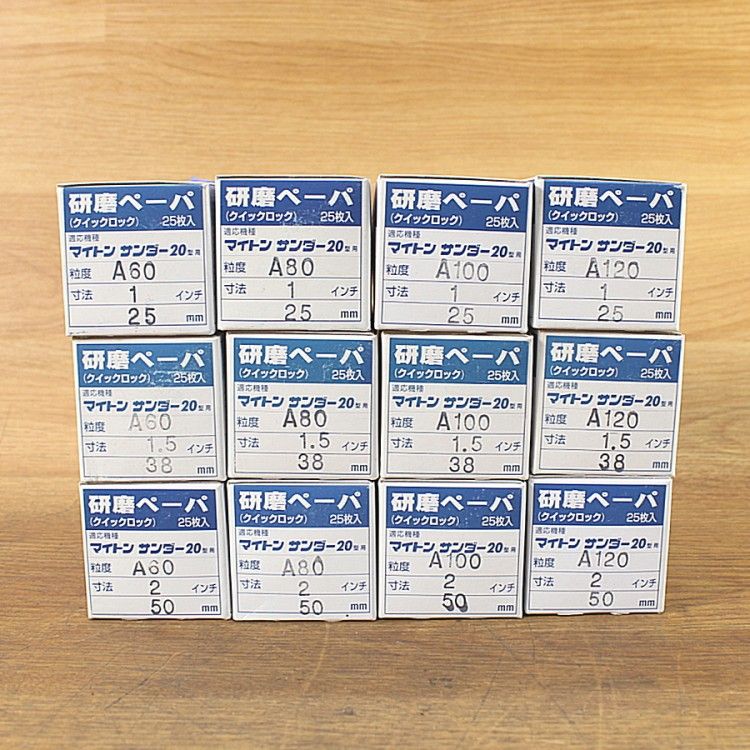 研磨ペーパ
(クイックロック) 25枚入
適応機種
マイトン サンダー20型用
粒度 A60
寸法 1 インチ
25 mm
研磨ペーパ
(クイックロック) 25枚入
適応機種
マイトン サンダー20型用
粒度 A80
寸法 1 インチ
25 mm
研磨ペーパ
(クイックロック) 25枚入
適応機種
マイトン サンダー20型用
粒度 A100
寸法 1 インチ
25 mm
研磨ペーパ
(クイックロック) 25枚入
適応機種
マイトン サンダー20型用
粒度 A120
寸法 1 インチ
25 mm
研磨ペーパ
(クイックロック) 25枚入
適応機種
マイトン サンダー20型用
粒度 A60
寸法 1.5 インチ
38 mm
研磨ペーパ
(クイックロック) 25枚入
適応機種
マイトン サンダー20型用
粒度 A80
寸法 1.5 インチ
38 mm
研磨ペーパ
(クイックロック) 25枚入
適応機種
マイトン サンダー20型用
粒度 A100
寸法 1.5 インチ
38 mm
研磨ペーパ
(クイックロック) 25枚入
適応機種
マイトン サンダー20型用
粒度 A120
寸法 1.5 インチ
38 mm
研磨ペーパ
(クイックロック) 25枚入
適応機種
マイトン サンダー20型用
粒度 A60
寸法 2 インチ
50 mm
研磨ペーパ
(クイックロック) 25枚入
適応機種
マイトン サンダー20型用
粒度 A80
寸法 2 インチ
50 mm
研磨ペーパ
(クイックロック) 25枚入
適応機種
マイトン サンダー20型用
粒度 A100
寸法 2 インチ
50 mm
研磨ペーパ
(クイックロック) 25枚入
適応機種
マイトン サンダー20型用
粒度 A120
寸法 2 インチ
50 mm